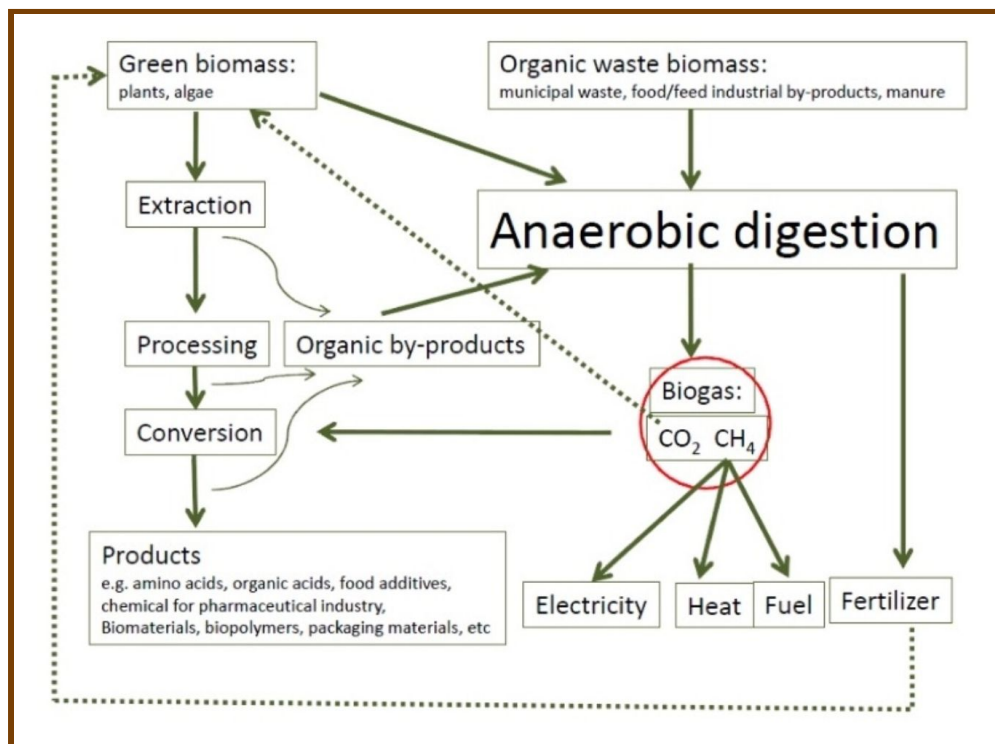 Green biomass:
plants, algae
Organic waste biomass:
municipal waste, food/feed industrial by-products, manure
Extraction
Anaerobic digestion
Processing
Organic by-products
Biogas:
Conversion
CO₂ CH₄
Products
e.g. amino acids, organic acids, food additives,
chemical for pharmaceutical industry,
Biomaterials, biopolymers, packaging materials, etc
Electricity
Heat
Fuel
Fertilizer